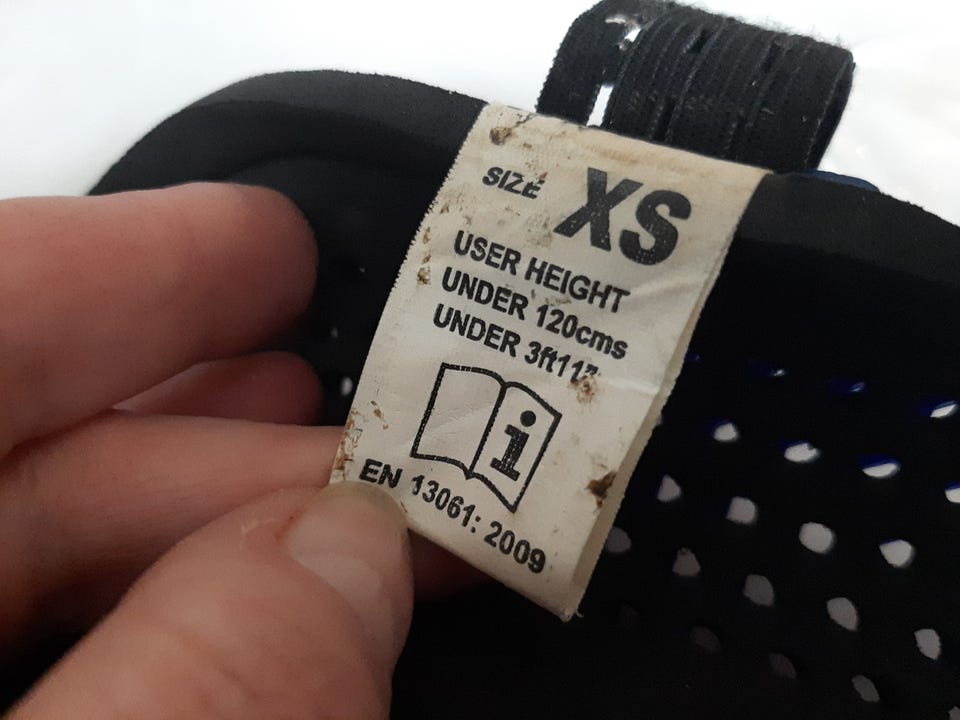 SIZE XS
USER HEIGHT
UNDER 120cms
UNDER 3ft11"
i
EN 13061: 2009